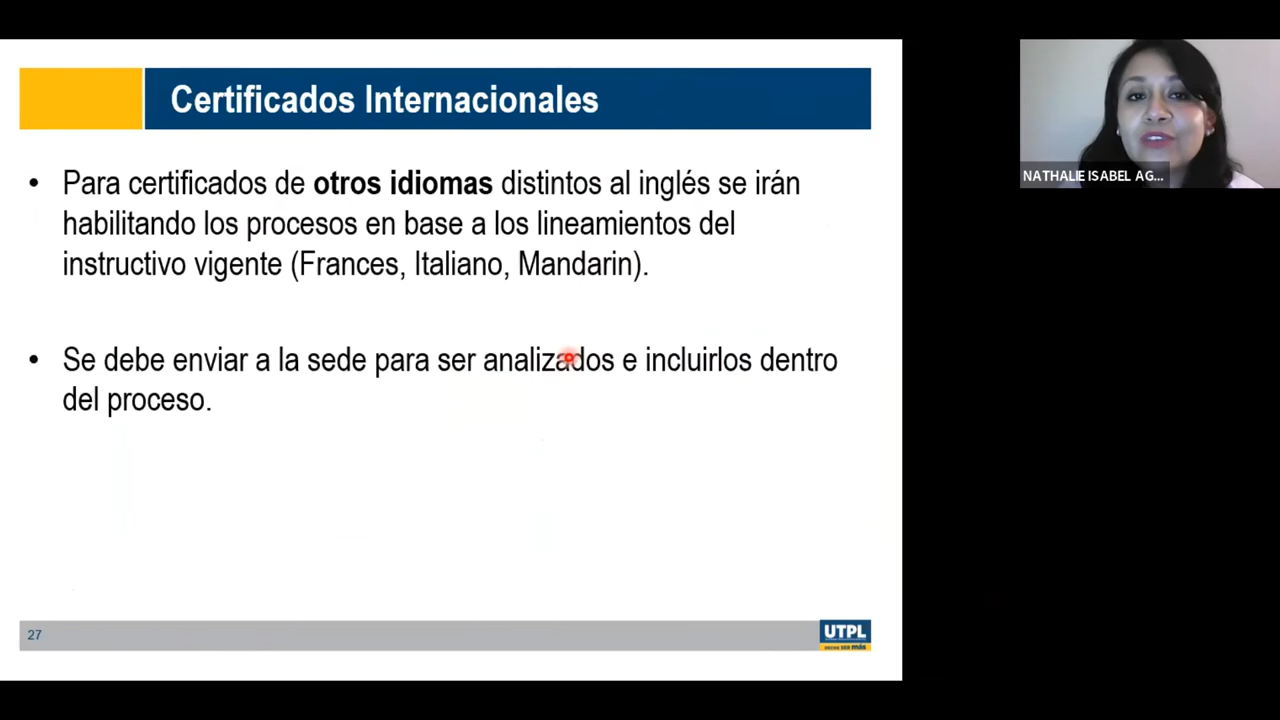 Certificados Internacionales
NATHALIE ISABEL AG...
• Para certificados de otros idiomas distintos al inglés se irán
habilitando los procesos en base a los lineamientos del
instructivo vigente (Frances, Italiano, Mandarin).
• Se debe enviar a la sede para ser analizados e incluirlos dentro
del proceso.
27
UTPL